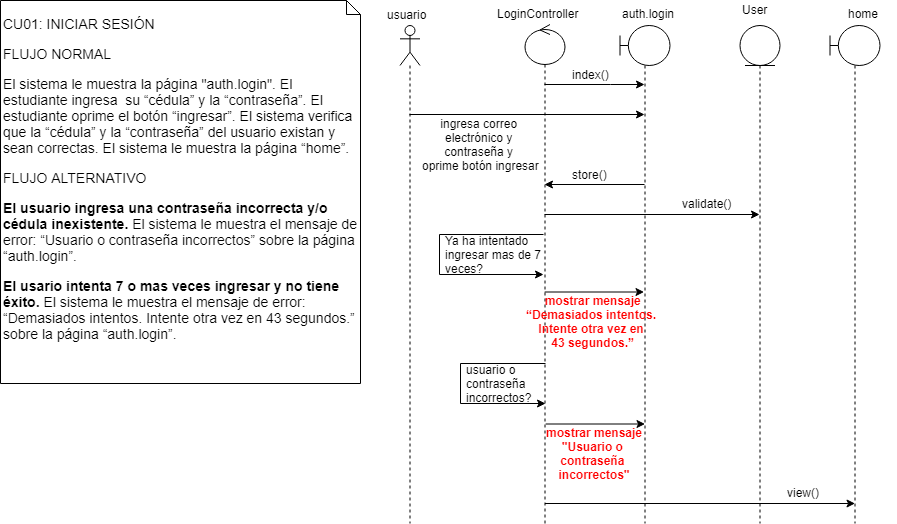 CU01: INICIAR SESIÓN
FLUJO NORMAL
El sistema le muestra la página "auth.login". El
estudiante ingresa  su “cédula” y la “contraseña”. El
estudiante oprime el botón “ingresar”. El sistema verifica
que la “cédula” y la “contraseña” del usuario existan y
sean correctas. El sistema le muestra la página “home”.
FLUJO ALTERNATIVO
El usuario ingresa una contraseña incorrecta y/o
cédula inexistente. El sistema le muestra el mensaje de
error: “Usuario o contraseña incorrectos” sobre la página
“auth.login”.
El usario intenta 7 o mas veces ingresar y no tiene
éxito. El sistema le muestra el mensaje de error:
“Demasiados intentos. Intente otra vez en 43 segundos.”
sobre la página “auth.login”.
usuario
LoginController
auth.login
User
home
index()
ingresa correo
electrónico y
contraseña y
oprime botón ingresar
store()
validate()
Ya ha intentado
ingresar mas de 7
veces?
mostrar mensaje
“Demasiados intentos.
Intente otra vez en
43 segundos.”
usuario o
contraseña
incorrectos?
mostrar mensaje
"Usuario o
contraseña
incorrectos"
view()